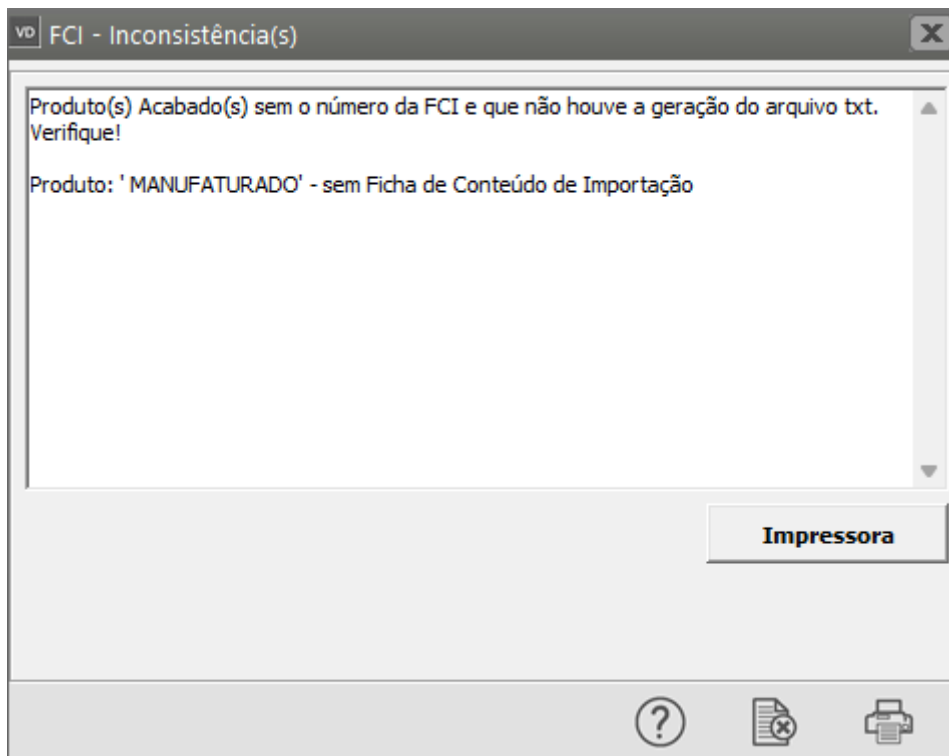 VD FCI - Inconsistência(s)
Produto(s) Acabado(s) sem o número da FCI e que não houve a geração do arquivo txt.
Verifique!
Produto: ' MANUFATURADO' - sem Ficha de Conteúdo de Importação
Impressora